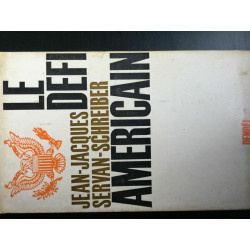 LE
DEFI
JEAN-JACQUES
SERVAN-SCHREIBER
AMERICAIN